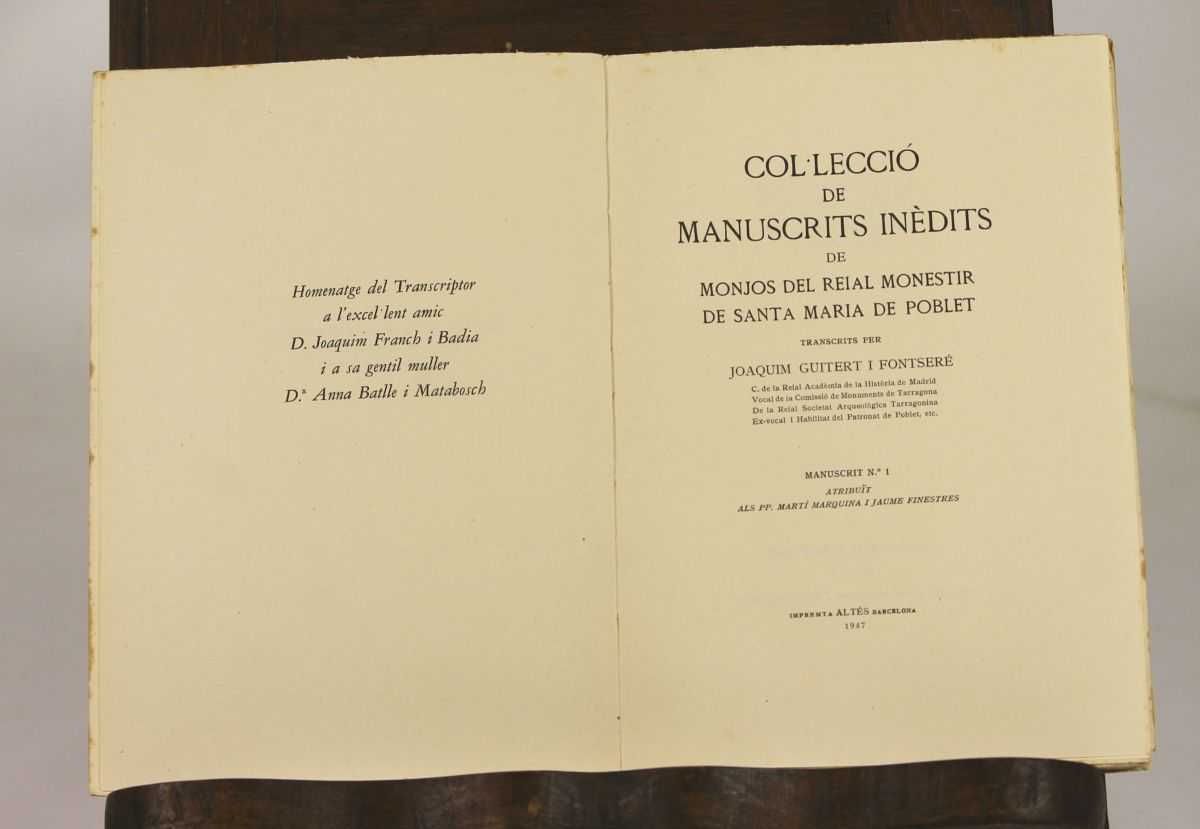 Homenatge del Transcriptor
a l'excel·lent amic
D. Joaquim Franch i Badia
i a sa gentil muller
D.ª Anna Batlle i Matabosch
COL·LECCIÓ
DE
MANUSCRITS INÈDITS
DE
MONJOS DEL REIAL MONESTIR
DE SANTA MARIA DE POBLET
TRANSCRITS PER
JOAQUIM GUITERT I FONTSERÉ
C. de la Reial Acadèmia de la Història de Madrid
Vocal de la Comissió de Monuments de Tarragona
De la Reial Societat Arqueològica Tarragonina
Ex-vocal i Habilitat del Patronat de Poblet, etc.
MANUSCRIT N.º 1
ATRIBUÏT
ALS PP. MARTÍ MARQUINA I JAUME FINESTRES
IMPREMTA ALTÉS BARCELONA
1947